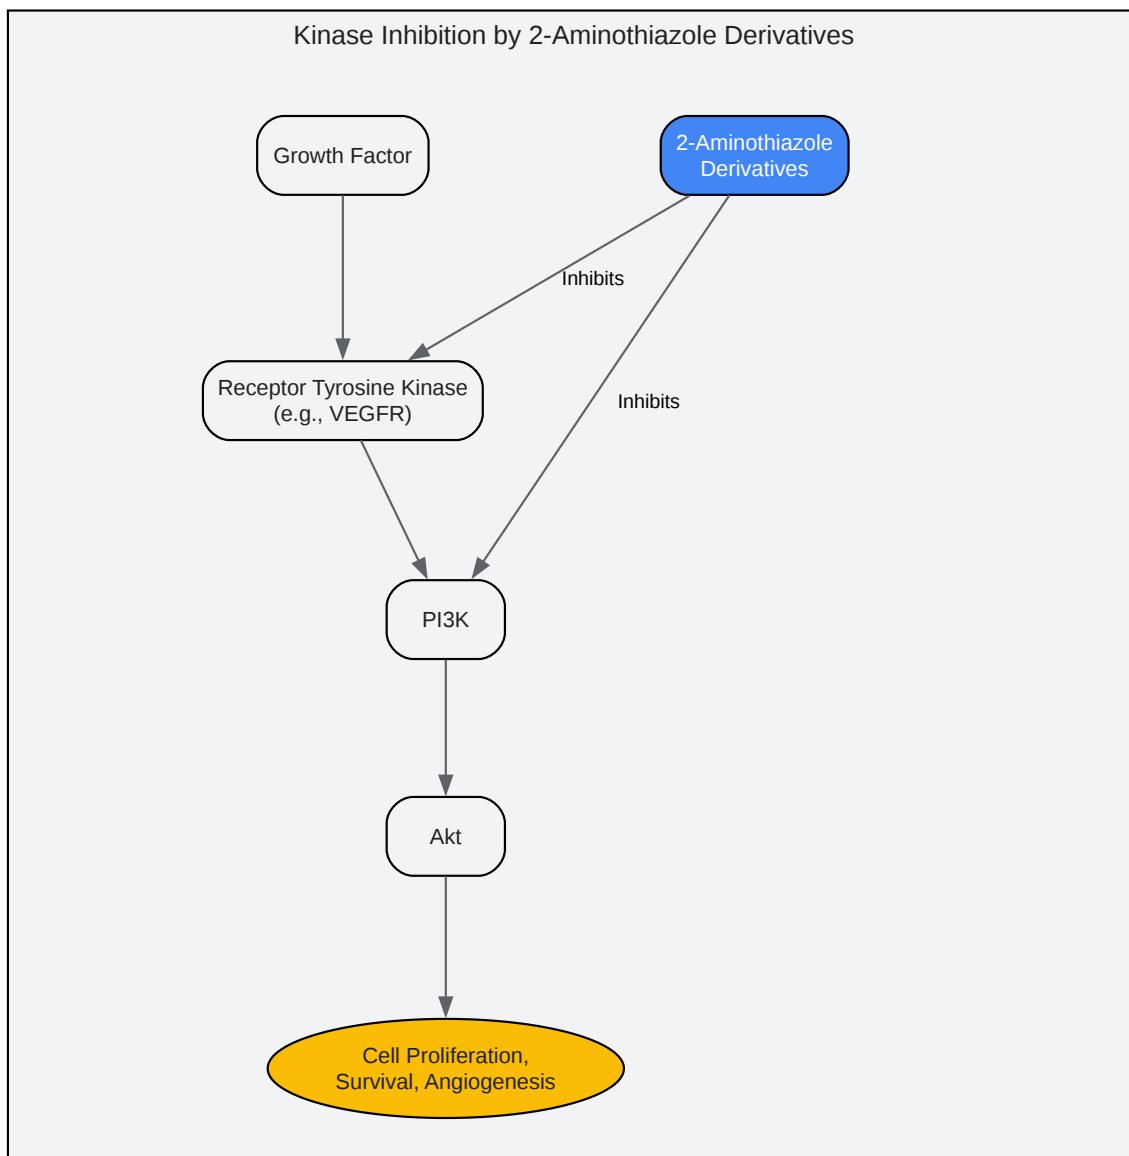 Kinase Inhibition by 2-Aminothiazole Derivatives
Growth Factor
2-Aminothiazole
Derivatives
Inhibits
Receptor Tyrosine Kinase
(e.g., VEGFR)
Inhibits
PI3K
Akt
Cell Proliferation,
Survival, Angiogenesis